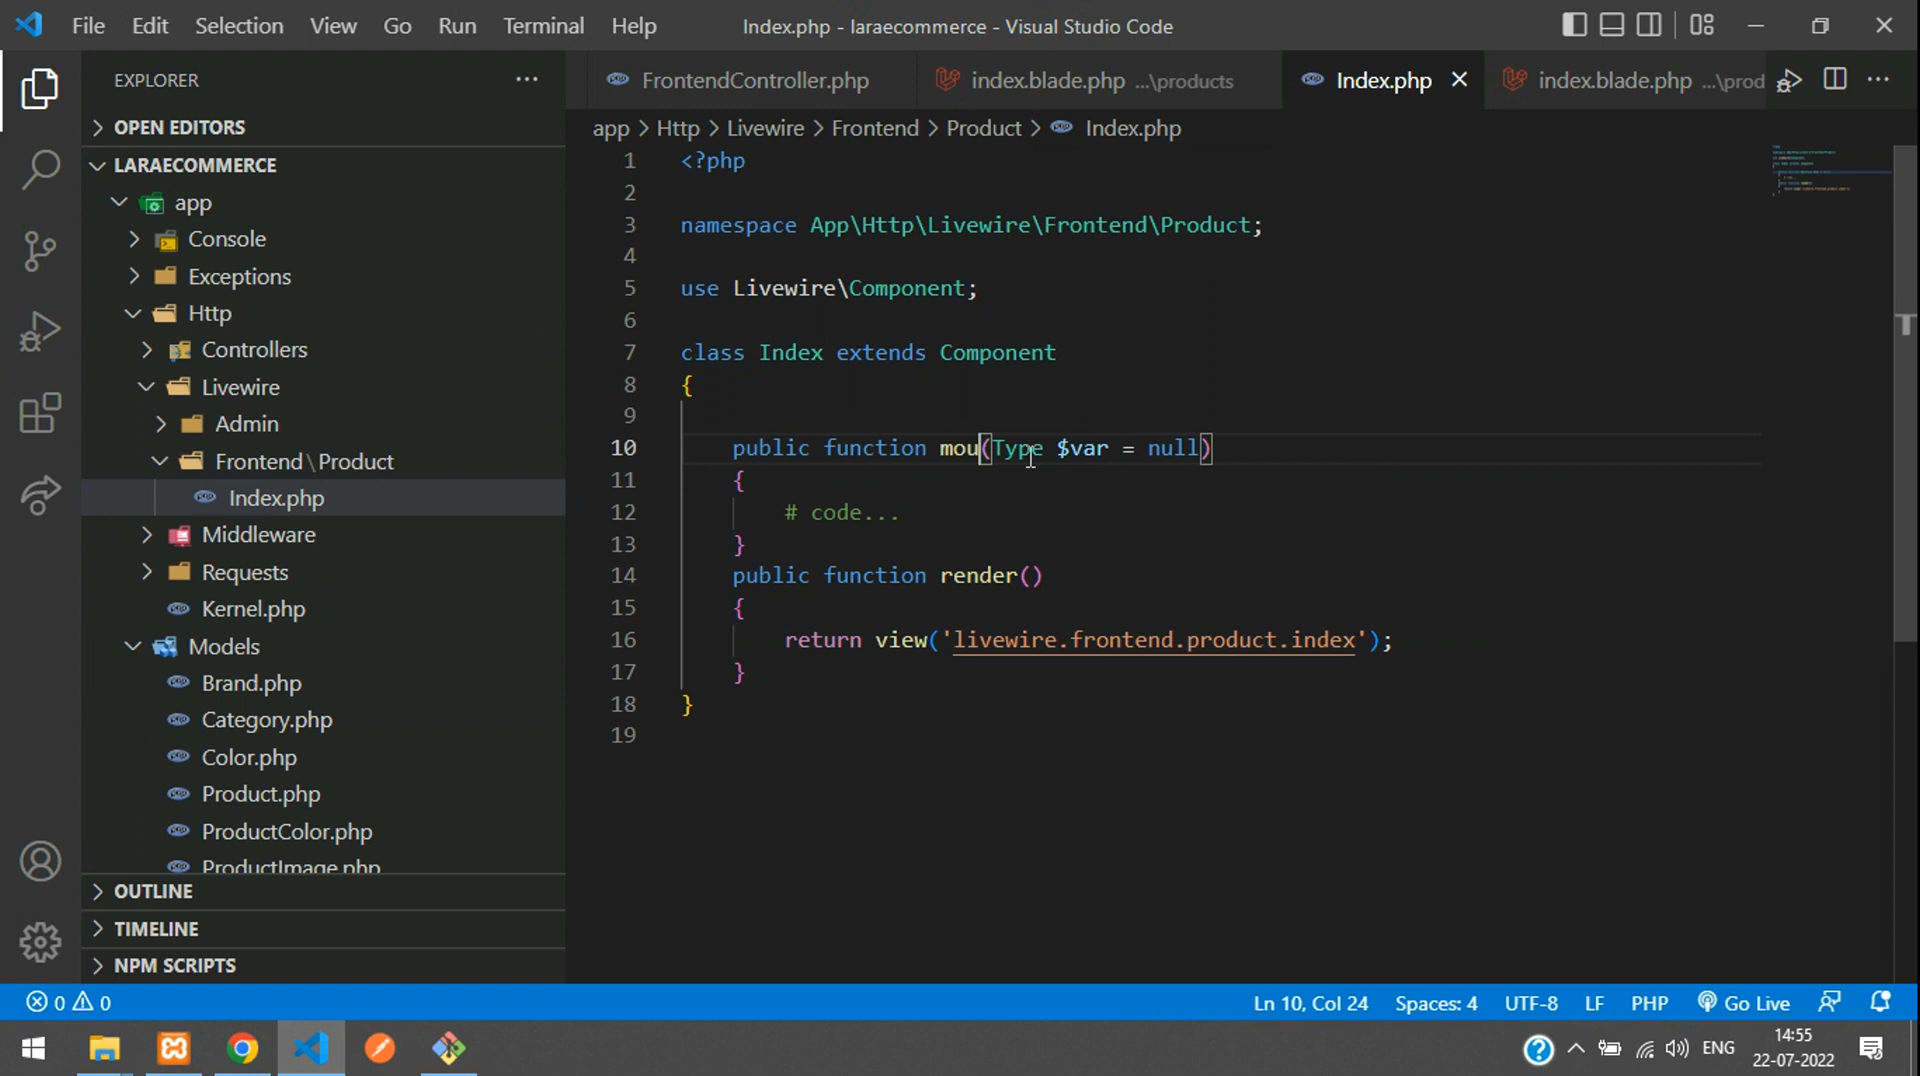 File Edit Selection View Go Run Terminal Help Index.php - laraecommerce - Visual Studio Code
EXPLORER
FrontendController.php index.blade.php ...\products Index.php index.blade.php ...\prod
OPEN EDITORS
app > Http > Livewire > Frontend > Product > Index.php
LARAECOMMERCE
app
Console
Exceptions
Http
Controllers
Livewire
Admin
Frontend\Product
Index.php
Middleware
Requests
Kernel.php
Models
Brand.php
Category.php
Color.php
Product.php
ProductColor.php
ProductImage.php
OUTLINE
TIMELINE
NPM SCRIPTS
1 <?php
2
3 namespace App\Http\Livewire\Frontend\Product;
4
5 use Livewire\Component;
6
7 class Index extends Component
8 {
9
10 public function mou(Type $var = null)
11 {
12 # code...
13 }
14 public function render()
15 {
16 return view('livewire.frontend.product.index');
17 }
18 }
19
0 0 Ln 10, Col 24 Spaces: 4 UTF-8 LF PHP Go Live
ENG 14:55
22-07-2022